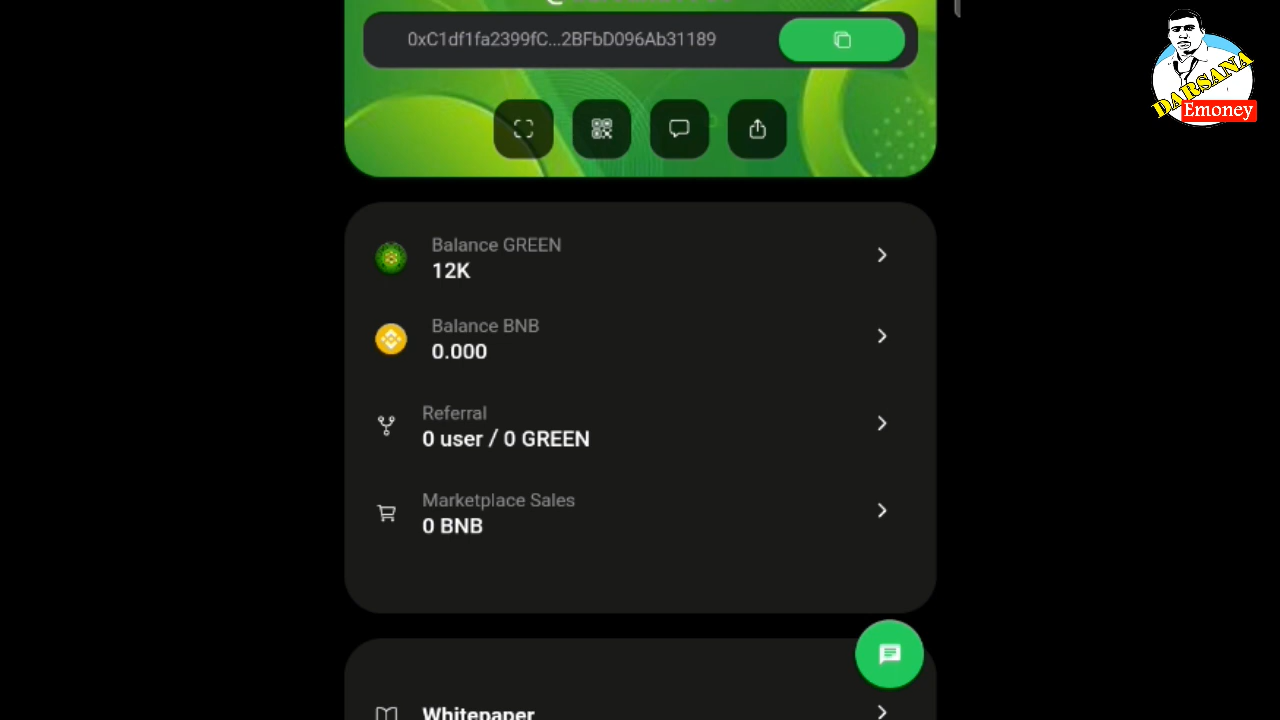 0xC1df1fa2399fC...2BFbD096Ab31189
DARSANA
Emoney
Balance GREEN
12K
Balance BNB
0.000
Referral
0 user / 0 GREEN
Marketplace Sales
0 BNB
Whitepaper